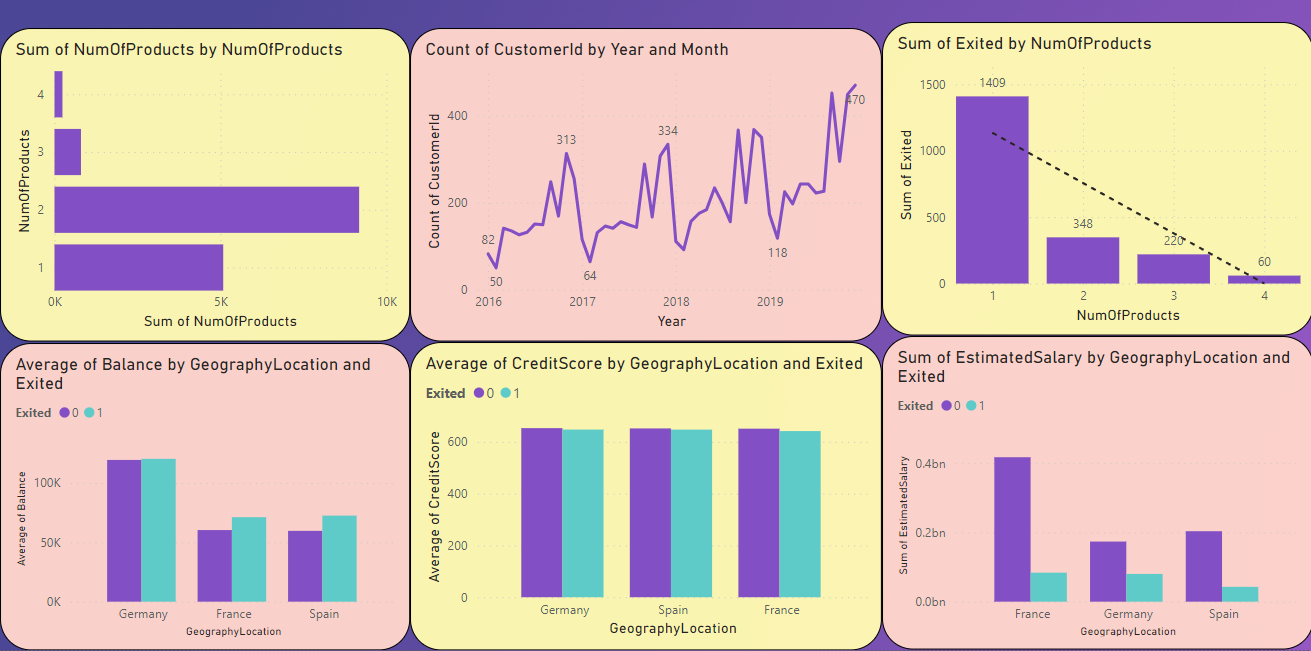 Sum of NumOfProducts by NumOfProducts
NumOfProducts
4
3
2
1
0K 5K 10K
Sum of NumOfProducts
Count of CustomerId by Year and Month
Count of CustomerId
400
200
0
82
50
313
64
334
118
470
2016 2017 2018 2019
Year
Sum of Exited by NumOfProducts
Sum of Exited
1500
1000
500
0
1409
348
220
60
1 2 3 4
NumOfProducts
Average of Balance by GeographyLocation and
Exited
Exited 0 1
Average of Balance
100K
50K
0K
Germany France Spain
GeographyLocation
Average of CreditScore by GeographyLocation and Exited
Exited 0 1
Average of CreditScore
600
400
200
0
Germany Spain France
GeographyLocation
Sum of EstimatedSalary by GeographyLocation and
Exited
Exited 0 1
Sum of EstimatedSalary
0.4bn
0.2bn
0.0bn
France Germany Spain
GeographyLocation